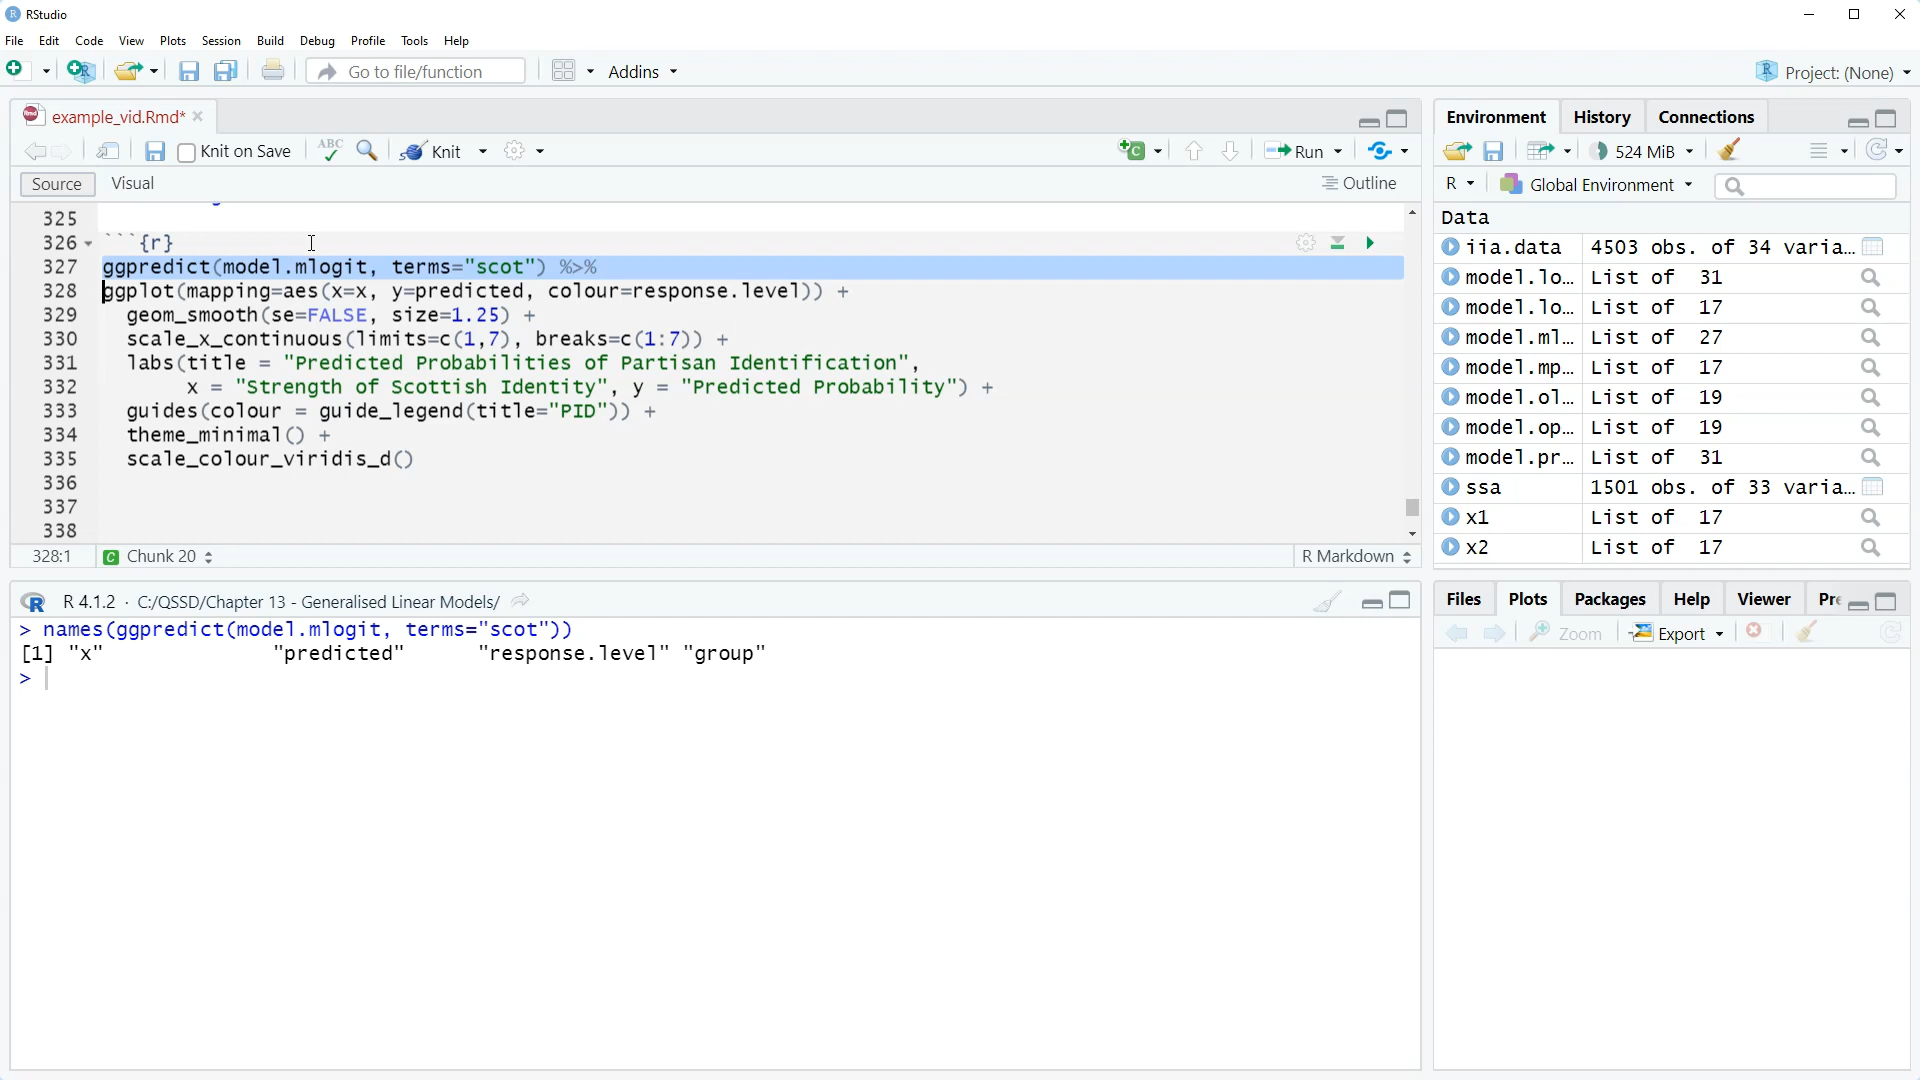 RStudio
File Edit Code View Plots Session Build Debug Profile Tools Help
Go to file/function Addins Project: (None)
example_vid.Rmd*
Knit on Save ABC Knit Run
Source Visual Outline
325
326 ```{r}
327 ggpredict(model.mlogit, terms="scot") %>%
328 ggplot(mapping=aes(x=x, y=predicted, colour=response.level)) +
329 geom_smooth(se=FALSE, size=1.25) +
330 scale_x_continuous(limits=c(1,7), breaks=c(1:7)) +
331 labs(title = "Predicted Probabilities of Partisan Identification",
332 x = "Strength of Scottish Identity", y = "Predicted Probability") +
333 guides(colour = guide_legend(title="PID")) +
334 theme_minimal() +
335 scale_colour_viridis_d()
336
337
338
328:1 C Chunk 20 R Markdown
R R 4.1.2 · C:/QSSD/Chapter 13 - Generalised Linear Models/
> names(ggpredict(model.mlogit, terms="scot"))
[1] "x" "predicted" "response.level" "group"
>
Environment History Connections
524 MiB
R Global Environment
Data
iia.data 4503 obs. of 34 varia…
model.lo… List of 31
model.lo… List of 17
model.ml… List of 27
model.mp… List of 17
model.ol… List of 19
model.op… List of 19
model.pr… List of 31
ssa 1501 obs. of 33 varia…
x1 List of 17
x2 List of 17
Files Plots Packages Help Viewer Pre
Zoom Export